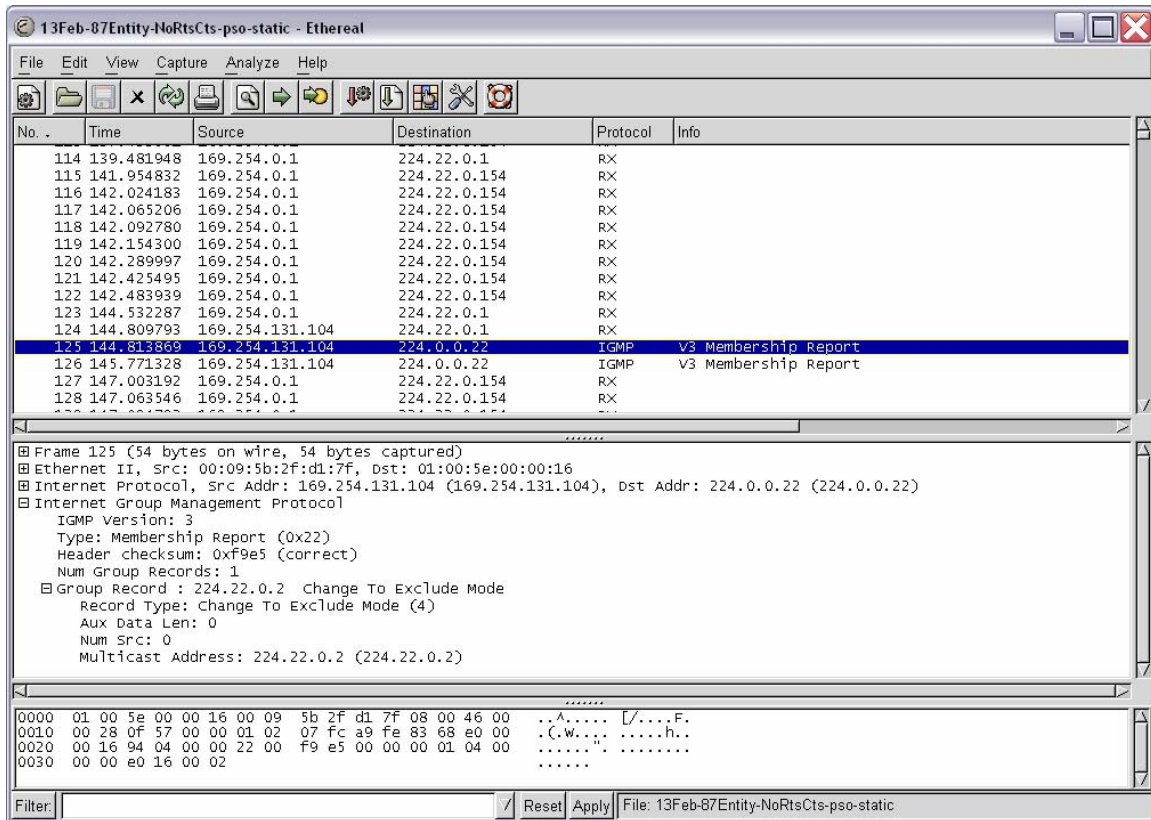 13Feb-87Entity-NoRtsCts-pso-static - Ethereal
File Edit View Capture Analyze Help
No. . Time Source Destination Protocol Info
114 139.481948 169.254.0.1 224.22.0.1 RX
115 141.954832 169.254.0.1 224.22.0.154 RX
116 142.024183 169.254.0.1 224.22.0.154 RX
117 142.065206 169.254.0.1 224.22.0.154 RX
118 142.092780 169.254.0.1 224.22.0.154 RX
119 142.154300 169.254.0.1 224.22.0.154 RX
120 142.289997 169.254.0.1 224.22.0.154 RX
121 142.425495 169.254.0.1 224.22.0.154 RX
122 142.483939 169.254.0.1 224.22.0.154 RX
123 144.532287 169.254.0.1 224.22.0.1 RX
124 144.809793 169.254.131.104 224.22.0.1 RX
125 144.813869 169.254.131.104 224.0.0.22 IGMP V3 Membership Report
126 145.771328 169.254.131.104 224.0.0.22 IGMP V3 Membership Report
127 147.003192 169.254.0.1 224.22.0.154 RX
128 147.063546 169.254.0.1 224.22.0.154 RX
Frame 125 (54 bytes on wire, 54 bytes captured)
Ethernet II, Src: 00:09:5b:2f:d1:7f, Dst: 01:00:5e:00:00:16
Internet Protocol, Src Addr: 169.254.131.104 (169.254.131.104), Dst Addr: 224.0.0.22 (224.0.0.22)
Internet Group Management Protocol
IGMP Version: 3
Type: Membership Report (0x22)
Header checksum: 0xf9e5 (correct)
Num Group Records: 1
Group Record : 224.22.0.2 Change To Exclude Mode
Record Type: Change To Exclude Mode (4)
Aux Data Len: 0
Num Src: 0
Multicast Address: 224.22.0.2 (224.22.0.2)
0000 01 00 5e 00 00 16 00 09 5b 2f d1 7f 08 00 46 00 ..^..... [/....F.
0010 00 28 0f 57 00 00 01 02 07 fc a9 fe 83 68 e0 00 .(.W.... .....h..
0020 00 16 94 04 00 00 22 00 f9 e5 00 00 00 01 04 00 ......". ........
0030 00 00 e0 16 00 02 ......
Filter: Reset Apply File: 13Feb-87Entity-NoRtsCts-pso-static